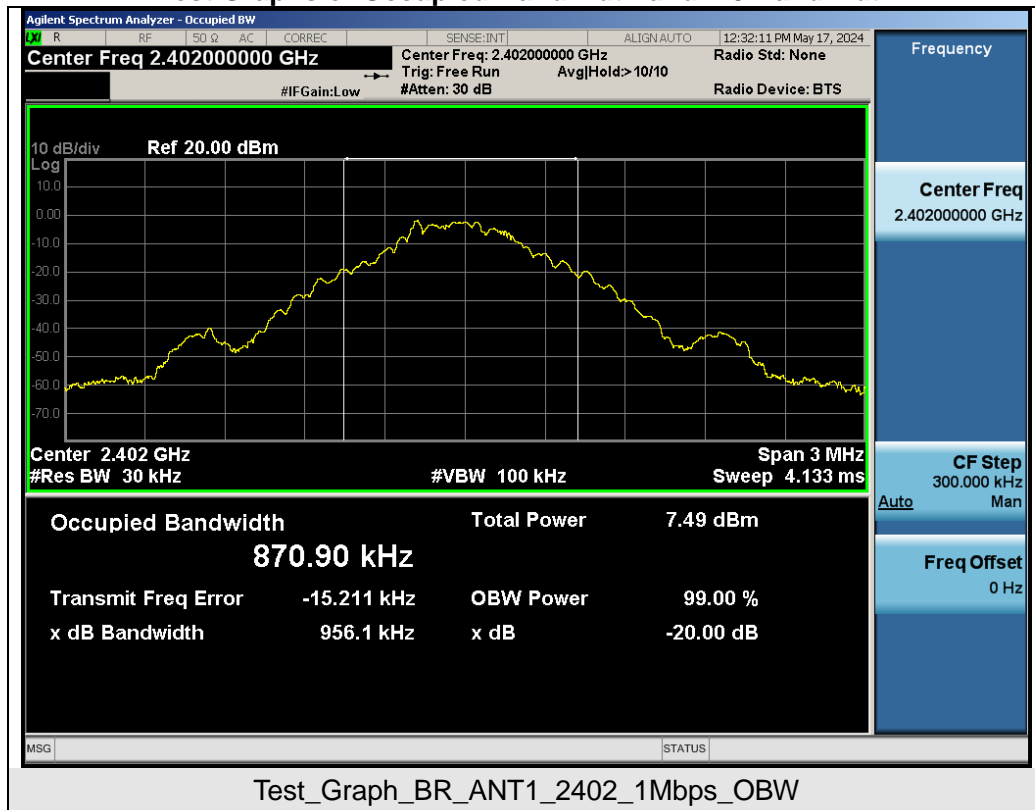 Agilent Spectrum Analyzer - Occupied BW
LXI R RF 50 Ω AC CORREC SENSE:INT ALIGN AUTO 12:32:11 PM May 17, 2024
Center Freq 2.402000000 GHz
Center Freq: 2.402000000 GHz
Radio Std: None
Trig: Free Run Avg|Hold:> 10/10
#IFGain:Low
#Atten: 30 dB
Radio Device: BTS
10 dB/div Ref 20.00 dBm
Log
10.0
0.00
-10.0
-20.0
-30.0
-40.0
-50.0
-60.0
-70.0
Center 2.402 GHz
Span 3 MHz
#Res BW 30 kHz
#VBW 100 kHz
Sweep 4.133 ms
Occupied Bandwidth
870.90 kHz
Total Power 7.49 dBm
Transmit Freq Error -15.211 kHz
OBW Power 99.00 %
x dB Bandwidth 956.1 kHz
x dB -20.00 dB
MSG
STATUS
Frequency
Center Freq
2.402000000 GHz
CF Step
300.000 kHz
Auto Man
Freq Offset
0 Hz
Test_Graph_BR_ANT1_2402_1Mbps_OBW